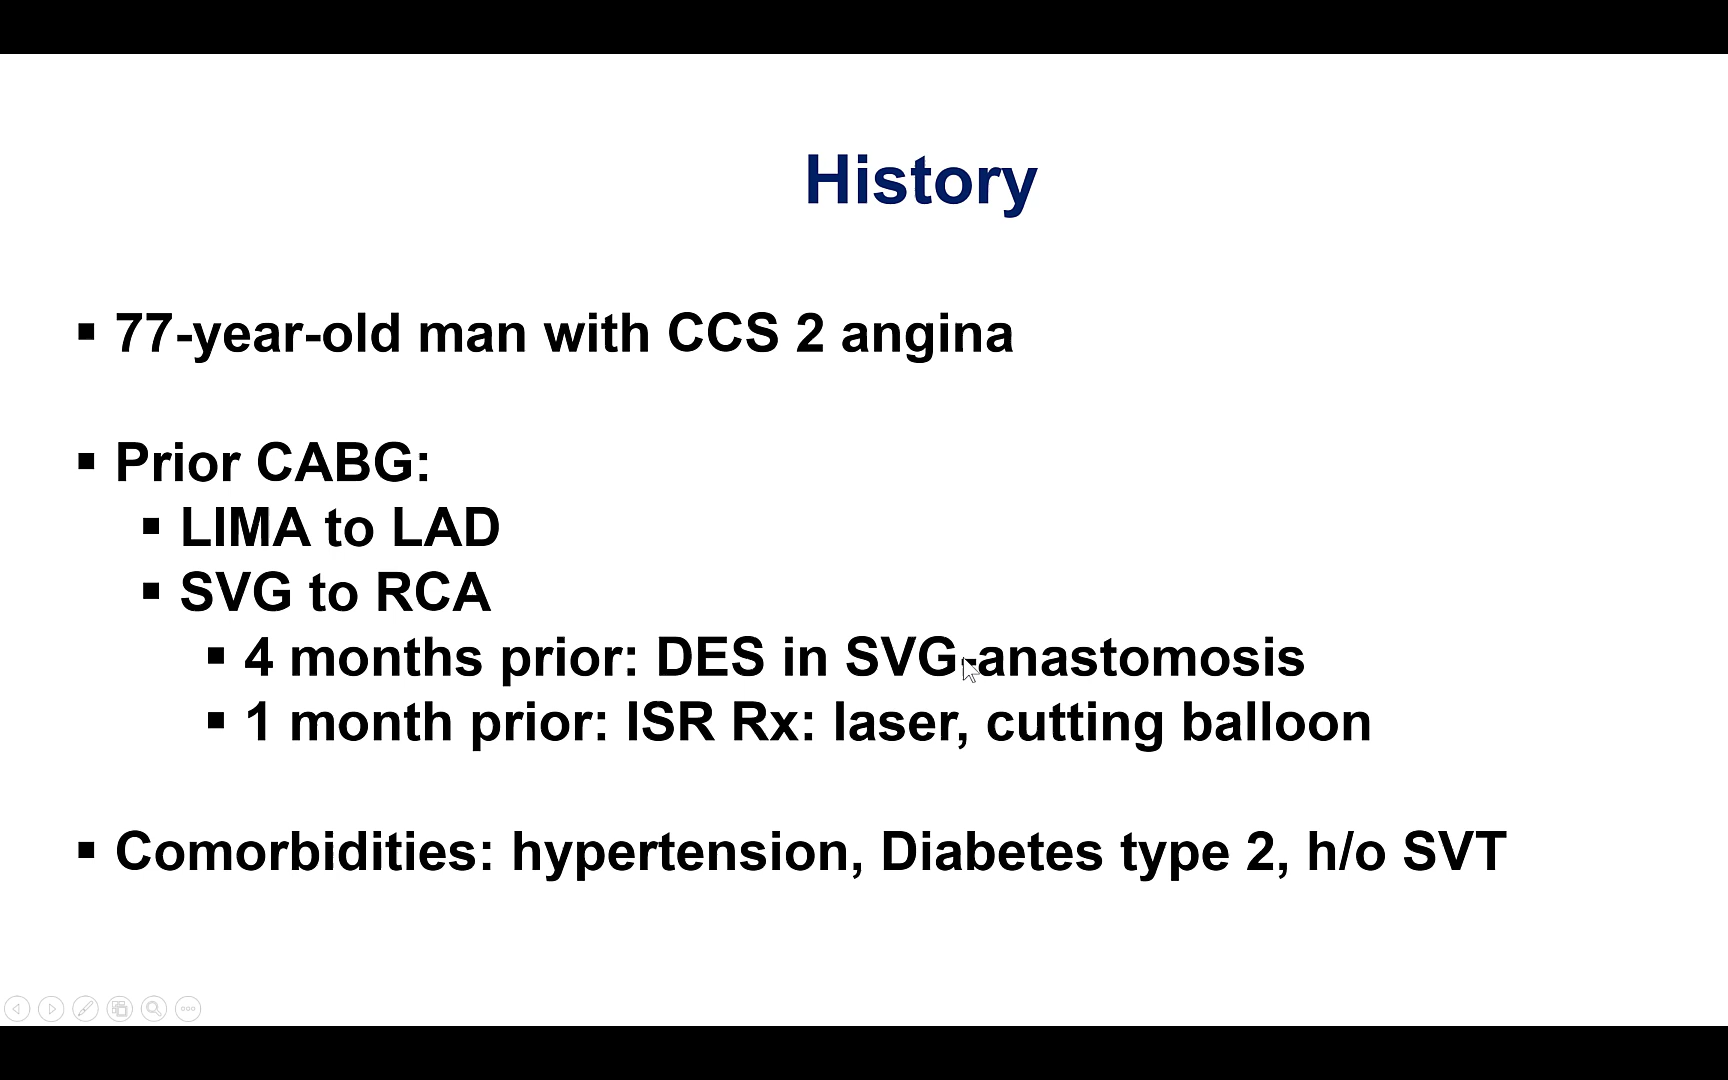 History
77-year-old man with CCS 2 angina
Prior CABG:
LIMA to LAD
SVG to RCA
4 months prior: DES in SVG-anastomosis
1 month prior: ISR Rx: laser, cutting balloon
Comorbidities: hypertension, Diabetes type 2, h/o SVT